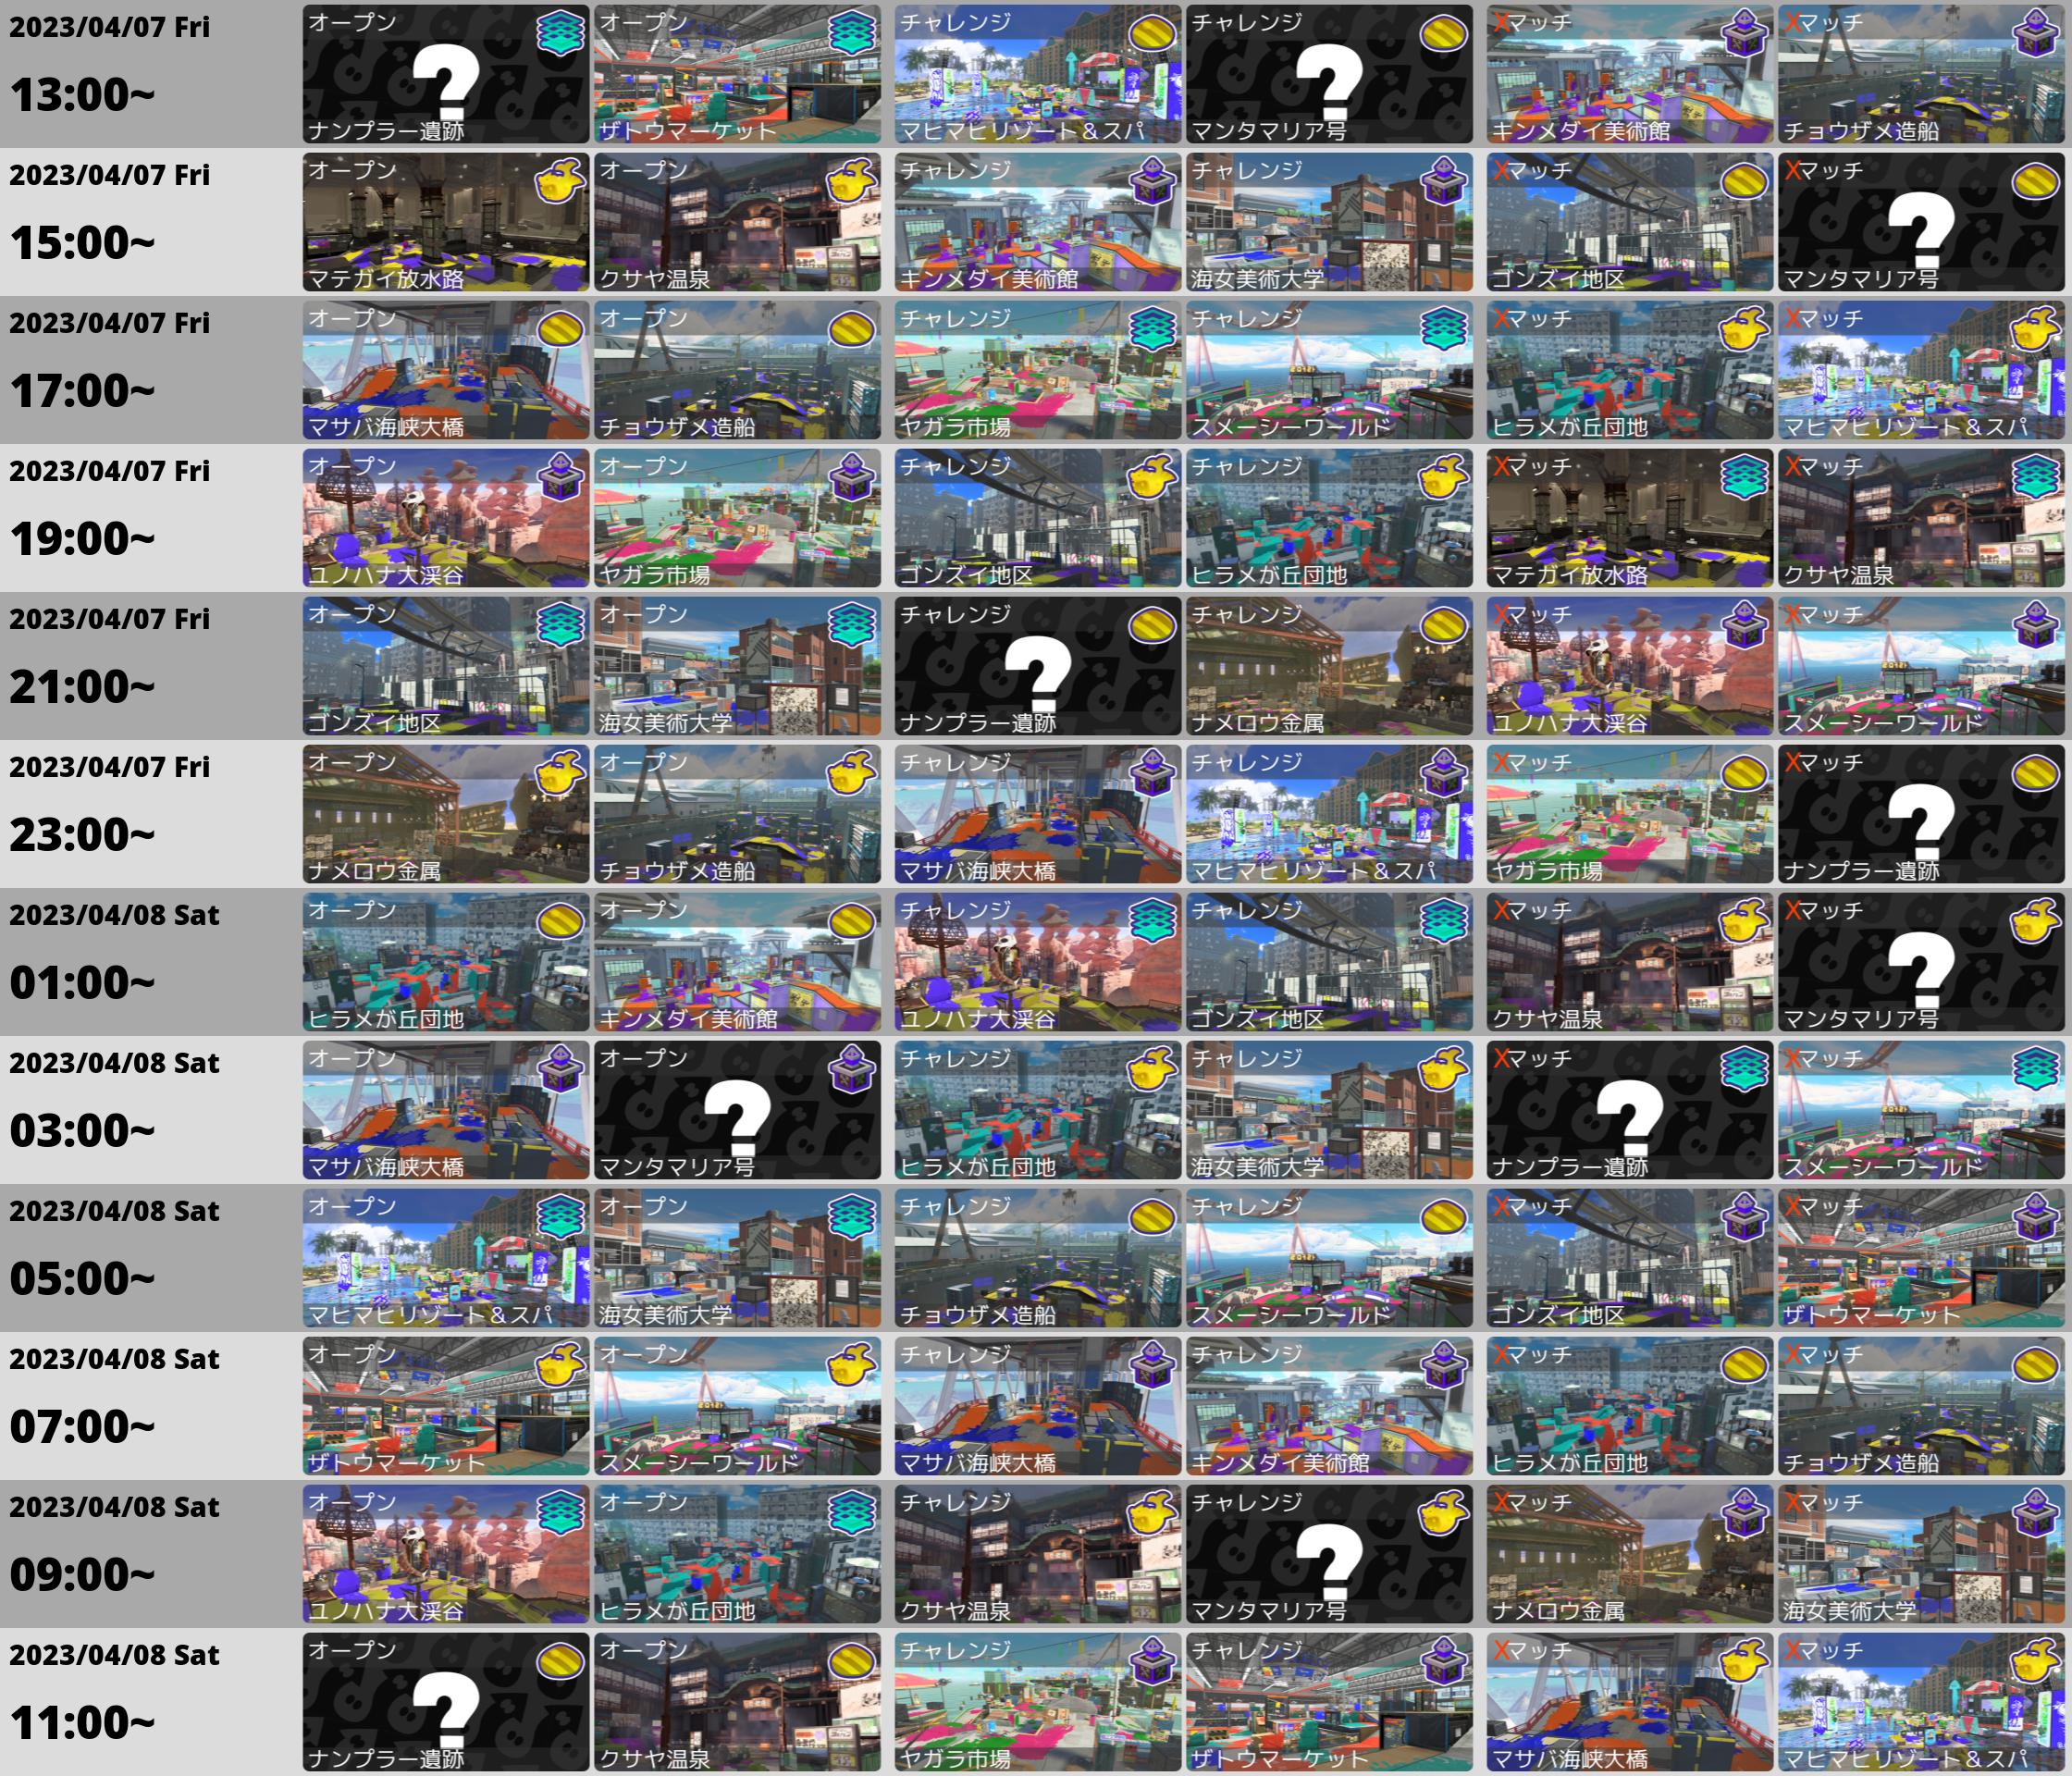 2023/04/07 Fri
13:00~
オープン
ナンプラー遺跡
オープン
ザトウマーケット
チャレンジ
マヒマヒリゾート＆スパ
チャレンジ
マンタマリア号
Xマッチ
キンメダイ美術館
Xマッチ
チョウザメ造船
2023/04/07 Fri
15:00~
オープン
マテガイ放水路
オープン
クサヤ温泉
チャレンジ
キンメダイ美術館
チャレンジ
海女美術大学
Xマッチ
ゴンズイ地区
Xマッチ
マンタマリア号
2023/04/07 Fri
17:00~
オープン
マサバ海峡大橋
オープン
チョウザメ造船
チャレンジ
ヤガラ市場
チャレンジ
スメーシーワールド
Xマッチ
ヒラメが丘団地
Xマッチ
マヒマヒリゾート＆スパ
2023/04/07 Fri
19:00~
オープン
ユノハナ大渓谷
オープン
ヤガラ市場
チャレンジ
ゴンズイ地区
チャレンジ
ヒラメが丘団地
Xマッチ
マテガイ放水路
Xマッチ
クサヤ温泉
2023/04/07 Fri
21:00~
オープン
ゴンズイ地区
オープン
海女美術大学
チャレンジ
ナンプラー遺跡
チャレンジ
ナメロウ金属
Xマッチ
ユノハナ大渓谷
Xマッチ
スメーシーワールド
2023/04/07 Fri
23:00~
オープン
ナメロウ金属
オープン
チョウザメ造船
チャレンジ
マサバ海峡大橋
チャレンジ
マヒマヒリゾート＆スパ
Xマッチ
ヤガラ市場
Xマッチ
ナンプラー遺跡
2023/04/08 Sat
01:00~
オープン
ヒラメが丘団地
オープン
キンメダイ美術館
チャレンジ
ユノハナ大渓谷
チャレンジ
ゴンズイ地区
Xマッチ
クサヤ温泉
Xマッチ
マンタマリア号
2023/04/08 Sat
03:00~
オープン
マサバ海峡大橋
オープン
マンタマリア号
チャレンジ
ヒラメが丘団地
チャレンジ
海女美術大学
Xマッチ
ナンプラー遺跡
Xマッチ
スメーシーワールド
2023/04/08 Sat
05:00~
オープン
マヒマヒリゾート＆スパ
オープン
海女美術大学
チャレンジ
チョウザメ造船
チャレンジ
スメーシーワールド
Xマッチ
ゴンズイ地区
Xマッチ
ザトウマーケット
2023/04/08 Sat
07:00~
オープン
ザトウマーケット
オープン
スメーシーワールド
チャレンジ
マサバ海峡大橋
チャレンジ
キンメダイ美術館
Xマッチ
ヒラメが丘団地
Xマッチ
チョウザメ造船
2023/04/08 Sat
09:00~
オープン
ユノハナ大渓谷
オープン
ヒラメが丘団地
チャレンジ
クサヤ温泉
チャレンジ
マンタマリア号
Xマッチ
ナメロウ金属
Xマッチ
海女美術大学
2023/04/08 Sat
11:00~
オープン
ナンプラー遺跡
オープン
クサヤ温泉
チャレンジ
ヤガラ市場
チャレンジ
ザトウマーケット
Xマッチ
マサバ海峡大橋
Xマッチ
マヒマヒリゾート＆スパ